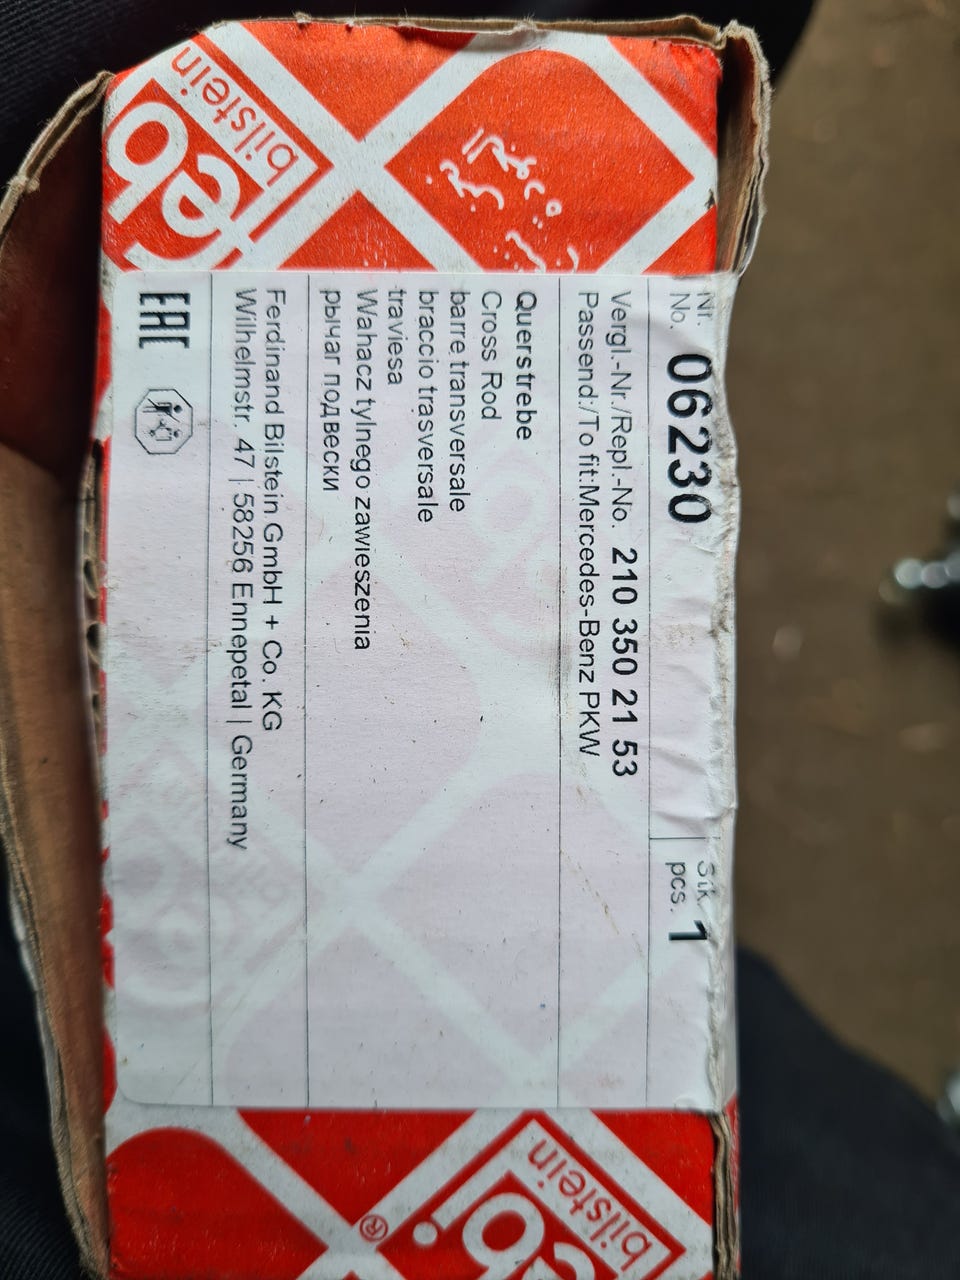 febi
bilstein
Nr.
No. 06230
Stk.
pcs. 1
Vergl.-Nr./Repl.-No. 210 350 21 53
Passend:/To fit:Mercedes-Benz PKW
Querstrebe
Cross Rod
barre transversale
braccio trasversale
traviesa
Wahacz tylnego zawieszenia
рычаг подвески
Ferdinand Bilstein GmbH + Co. KG
Wilhelmstr. 47 | 58256 Ennepetal | Germany
EAC
febi®
bilstein